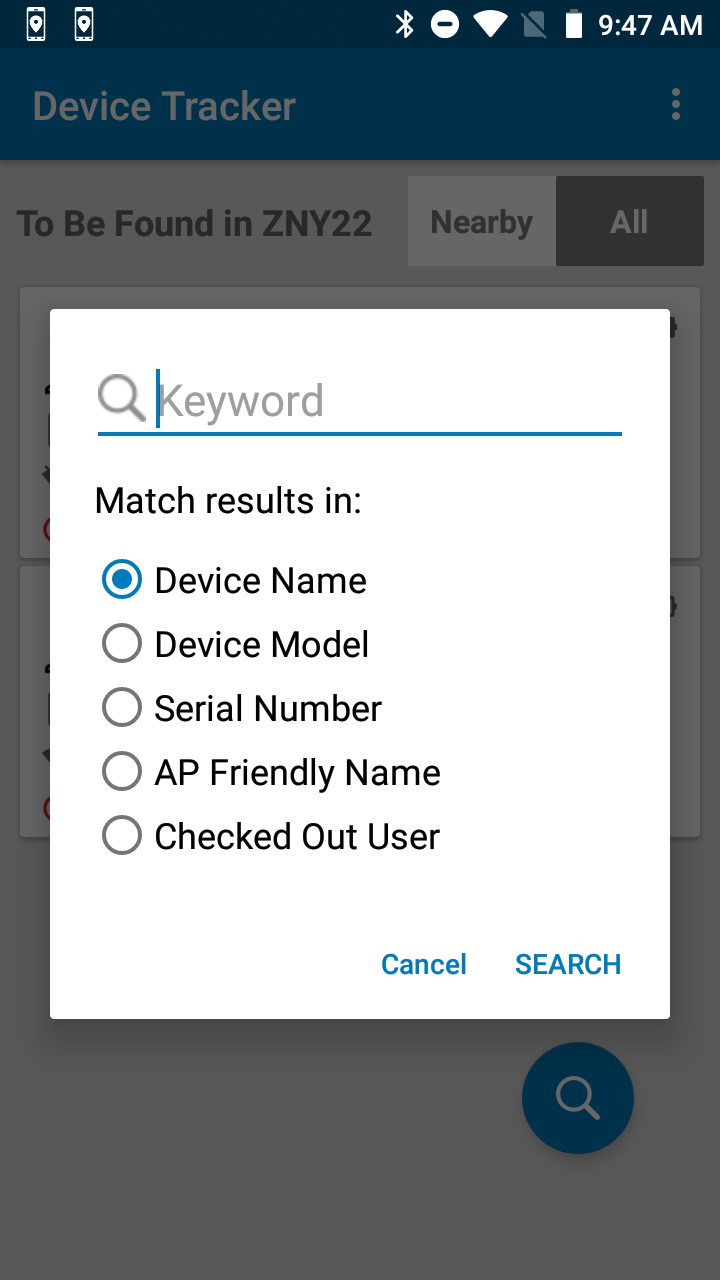 9:47 AM
Device Tracker
To Be Found in ZNY22
Nearby
All
Keyword
Match results in:
Device Name
Device Model
Serial Number
AP Friendly Name
Checked Out User
Cancel
SEARCH